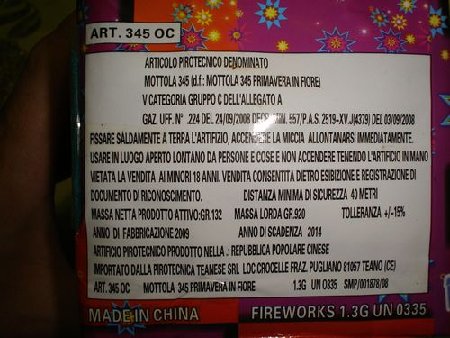 ART. 345 OC
ARTICOLO PIROTECNICO DENOMINATO
MOTTOLA 345 (d.f: MOTTOLA 345 PRIMAVERA IN FIORE)
V CATEGORIA GRUPPO C DELL'ALLEGATO A
GAZ. UFF. N° .224 DEL 24/09/2008 557/P.A.S. 2519-XV.J(4379) DEL 03/09/2008
FISSARE SALDAMENTE A TERRA L'ARTIFIZIO, ACCENDERE LA MICCIA ALLONTANARS IMMEDIATAMENTE.
USARE IN LUOGO APERTO LONTANO DA PERSONE E COSE E NON ACCENDERE TENENDO L'ARTIFICIO IN MANO
VIETATA LA VENDITA AI MINORI 18 ANNI. VENDITA CONSENTITA DIETRO ESIBIZIONE E REGISTRAZIONE DI
DOCUMENTO DI RICONOSCIMENTO. DISTANZA MINIMA DI SICUREZZA 40 METRI
MASSA NETTA PRODOTTO ATTIVO:GR.132 MASSA LORDA GR.920 TOLLERANZA +/-15%
ANNO DI FABBRICAZIONE 2009 ANNO DI SCADENZA 2014
ARTIFICIO PIROTECNICO PRODOTTO NELLA REPUBBLICA POPOLARE CINESE
IMPORTATO DALLA PIROTECNICA TEANESE SRL LOC CROCELLE FRAZ. PUGLIANO 81057 TEANO (CE)
ART. 345 OC MOTTOLA 345 PRIMAVERA IN FIORE 1.3G UN 0335 SMP/001878/08
MADE IN CHINA FIREWORKS 1.3G UN 0335